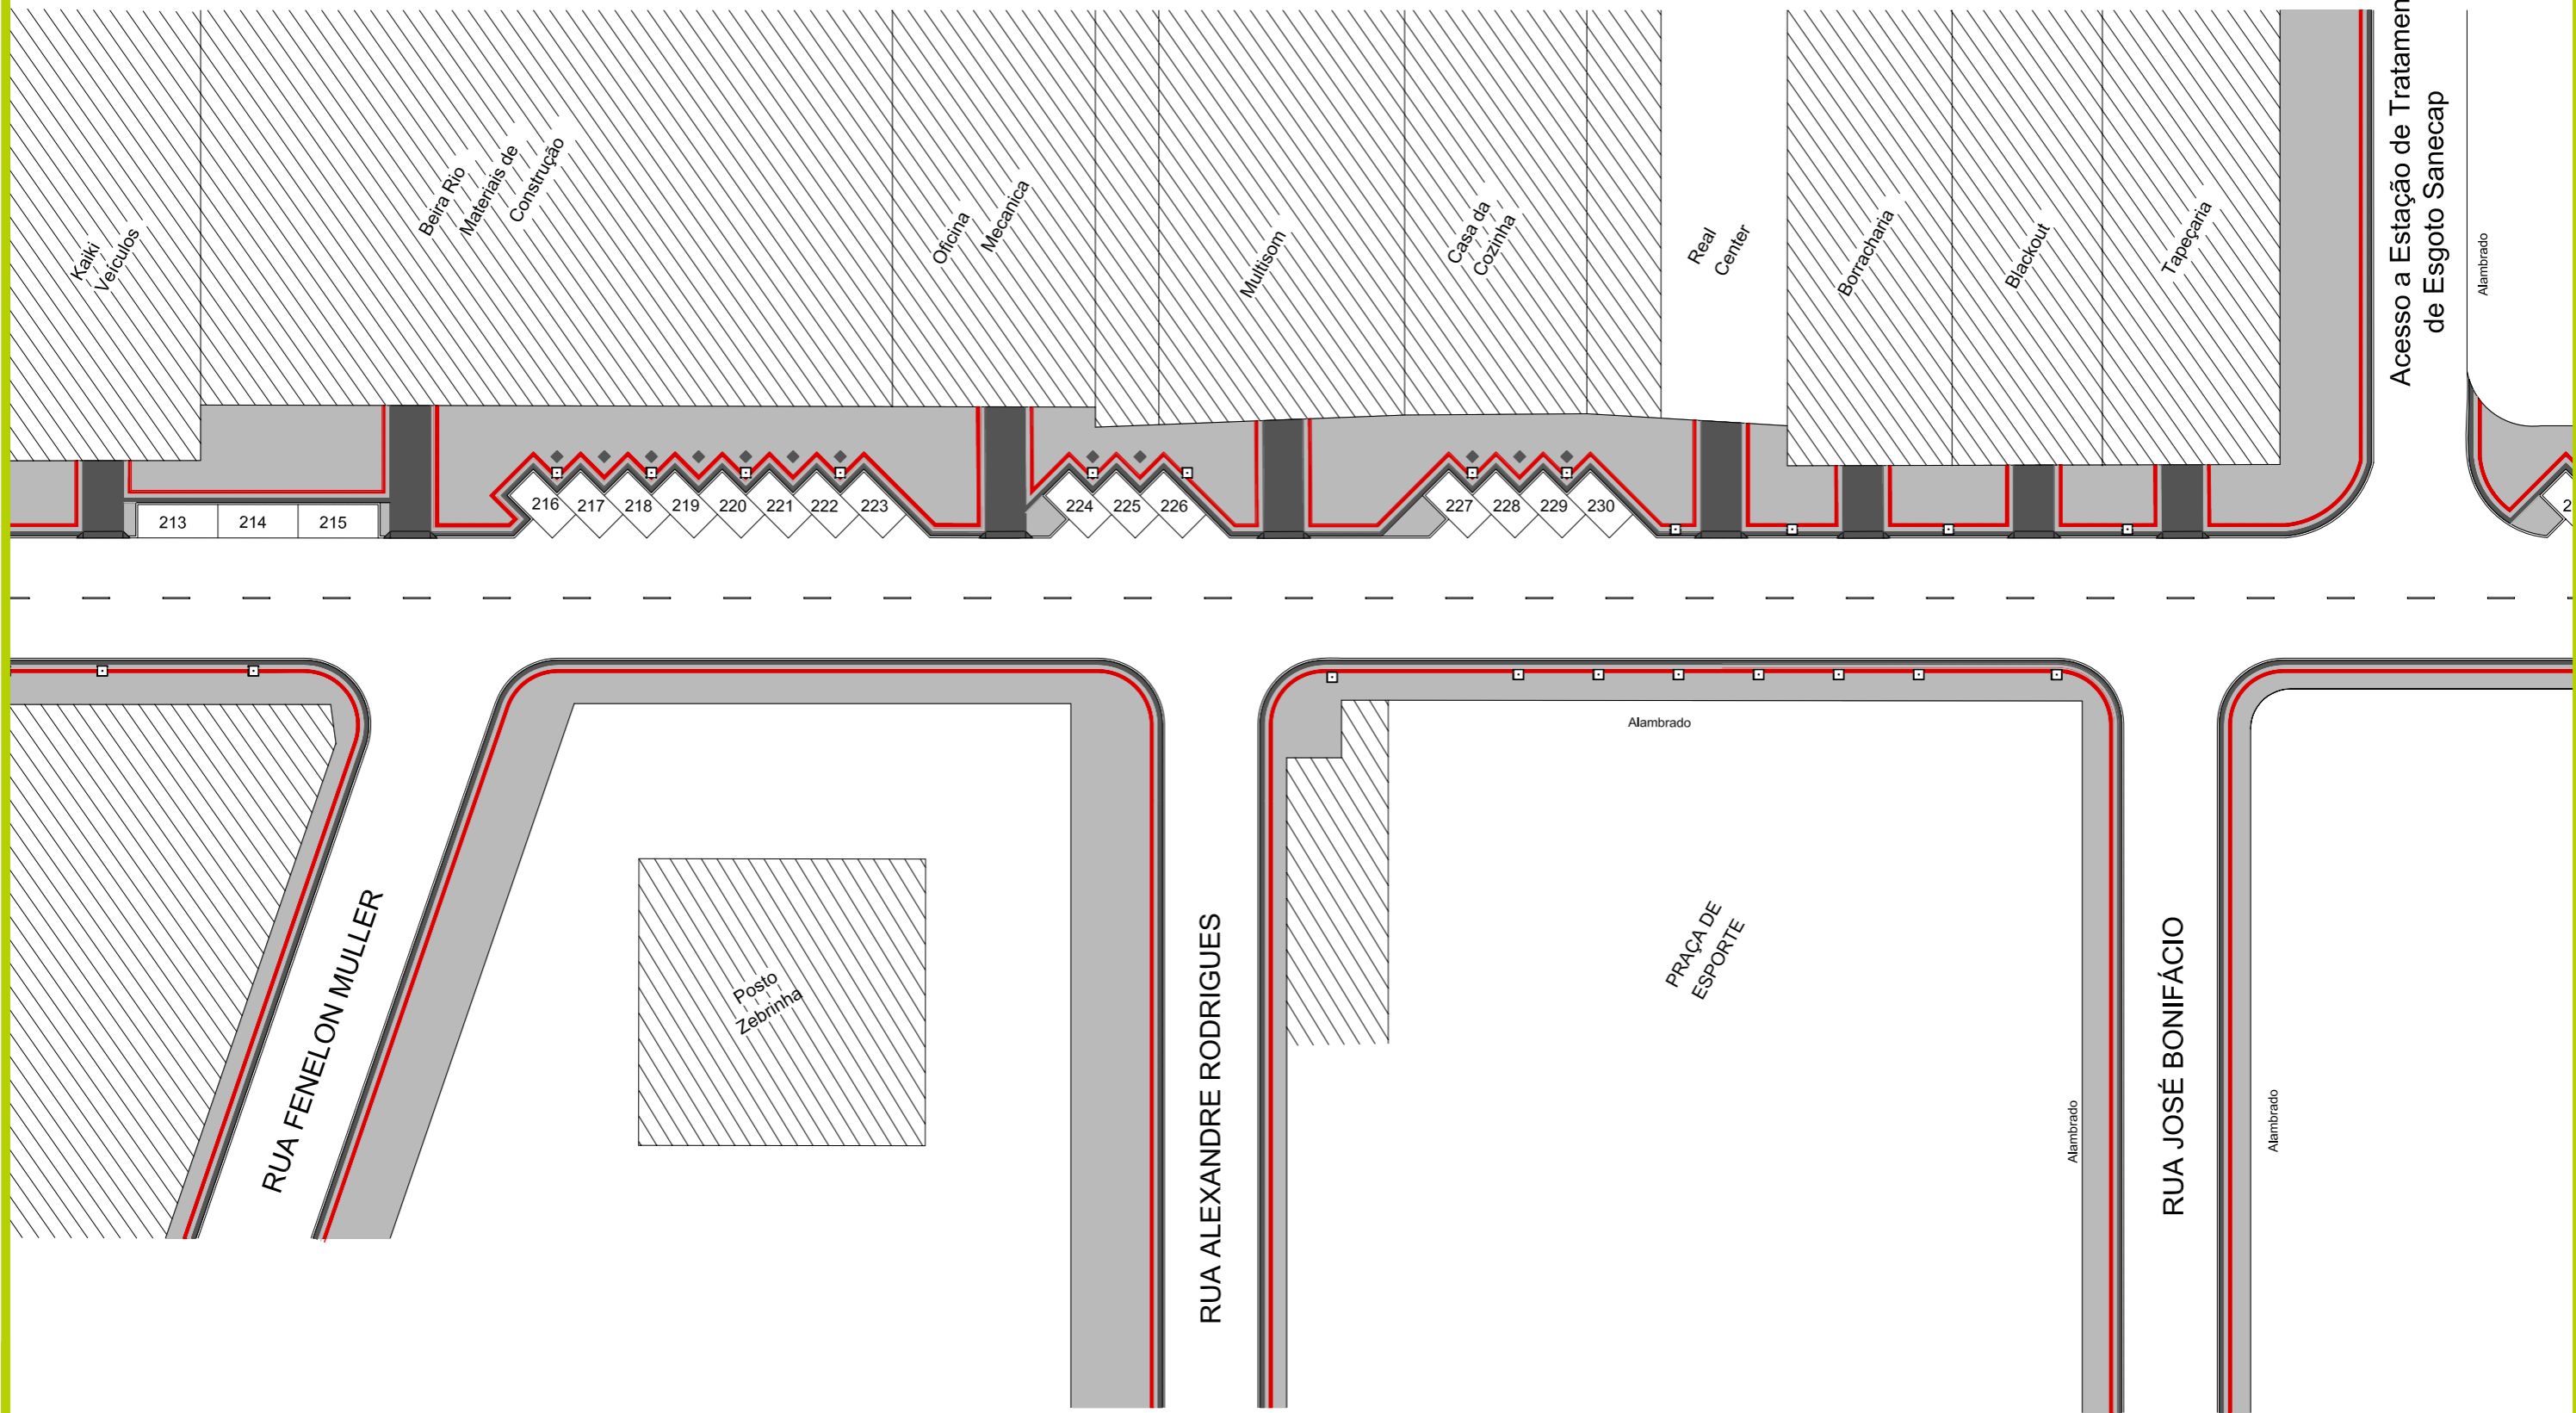 Kaiki
Veículos
Beira Rio
Materiais de
Construção
Oficina
Mecanica
Multisom
Casa da
Cozinha
Real
Center
Borracharia
Blackout
Tapeçaria
Acesso a Estação de Tratamen
de Esgoto Sanecap
Alambrado
213
214
215
216
217
218
219
220
221
222
223
224
225
226
227
228
229
230
2
RUA FENELON MULLER
Posto
Zebrinha
RUA ALEXANDRE RODRIGUES
Alambrado
PRAÇA DE
ESPORTE
Alambrado
RUA JOSÉ BONIFÁCIO
Alambrado